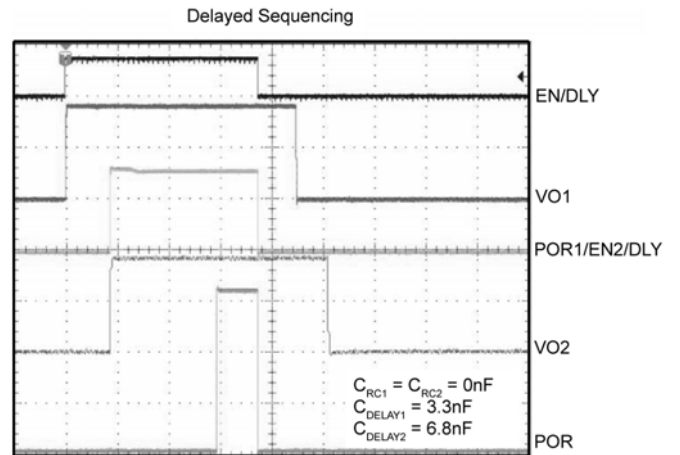 Delayed Sequencing
EN/DLY
VO1
POR1/EN2/DLY
VO2
C_RC1 = C_RC2 = 0nF
C_DELAY1 = 3.3nF
C_DELAY2 = 6.8nF
POR